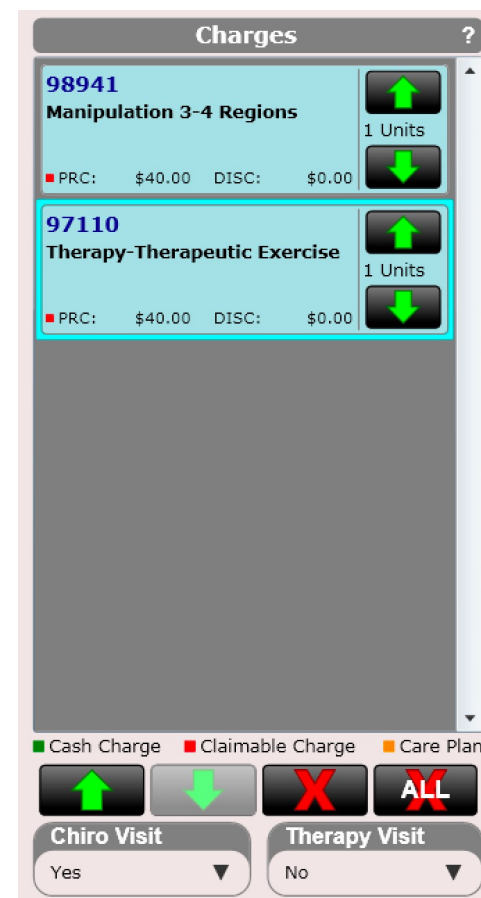 Charges ?
98941
Manipulation 3-4 Regions
1 Units
PRC: $40.00 DISC: $0.00
97110
Therapy-Therapeutic Exercise
1 Units
PRC: $40.00 DISC: $0.00
Cash Charge Claimable Charge Care Plan
X ALL
Chiro Visit Therapy Visit
Yes No